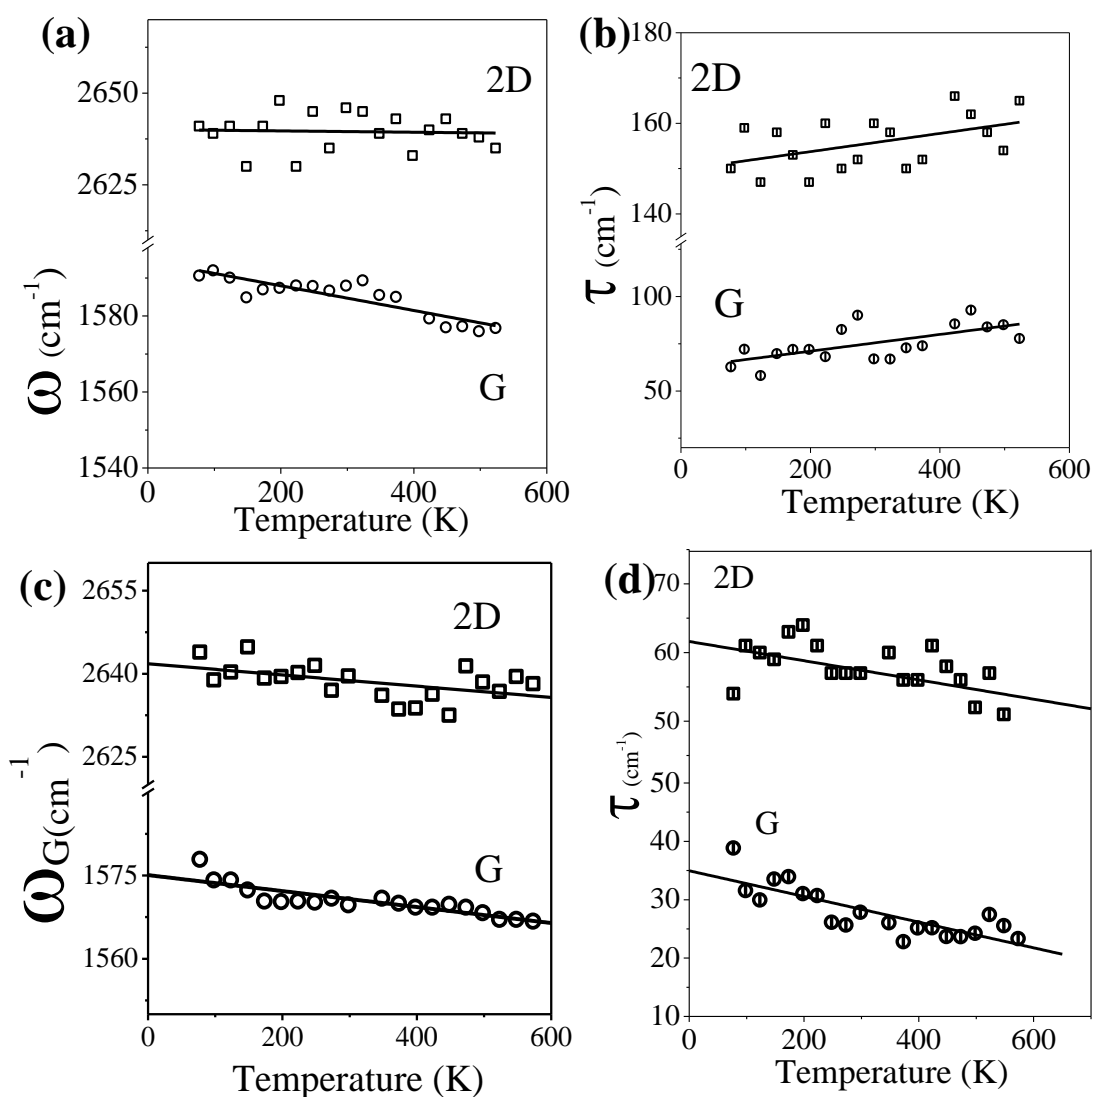 (a)
2D
2650
2625
G
1580
1560
1540
ω (cm-1)
0
200
400
600
Temperature (K)
(b)
2D
180
160
140
G
100
50
τ (cm-1)
0
200
400
600
Temperature (K)
(c)
2D
2655
2640
2625
G
1575
1560
ωG(cm-1)
0
200
400
600
Temperature (K)
(d)
2D
70
60
50
50
G
40
30
20
10
τ (cm-1)
200
400
600
Temperature (K)